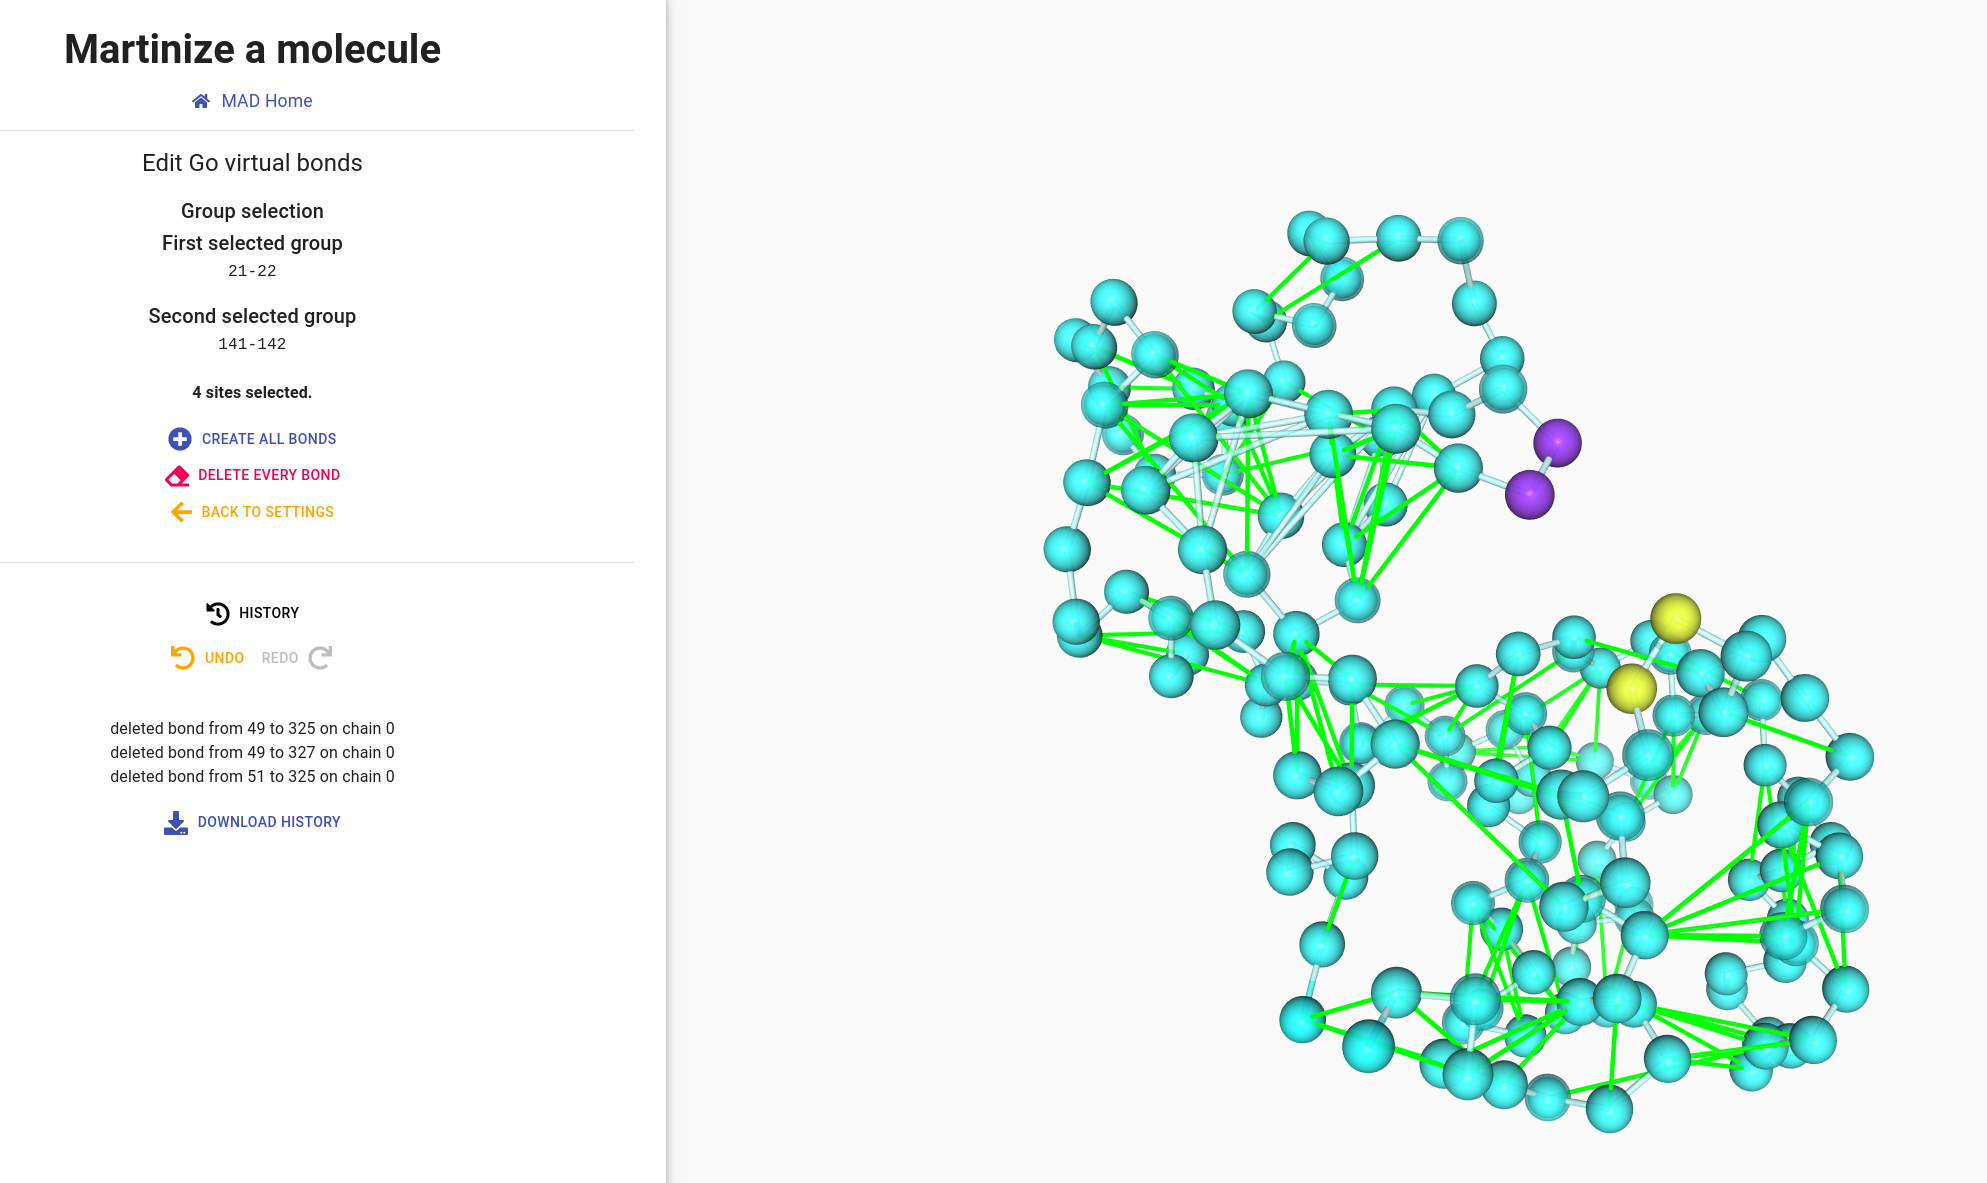 Martinize a molecule
MAD Home
Edit Go virtual bonds
Group selection
First selected group
21-22
Second selected group
141-142
4 sites selected.
CREATE ALL BONDS
DELETE EVERY BOND
BACK TO SETTINGS
HISTORY
UNDO REDO
deleted bond from 49 to 325 on chain 0
deleted bond from 49 to 327 on chain 0
deleted bond from 51 to 325 on chain 0
DOWNLOAD HISTORY